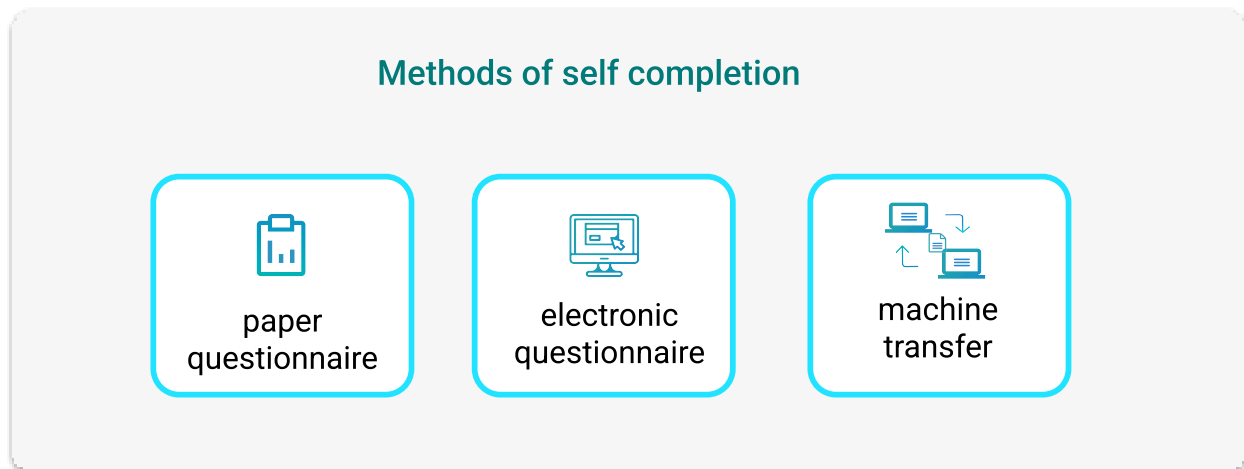 Methods of self completion
paper
questionnaire
electronic
questionnaire
machine
transfer